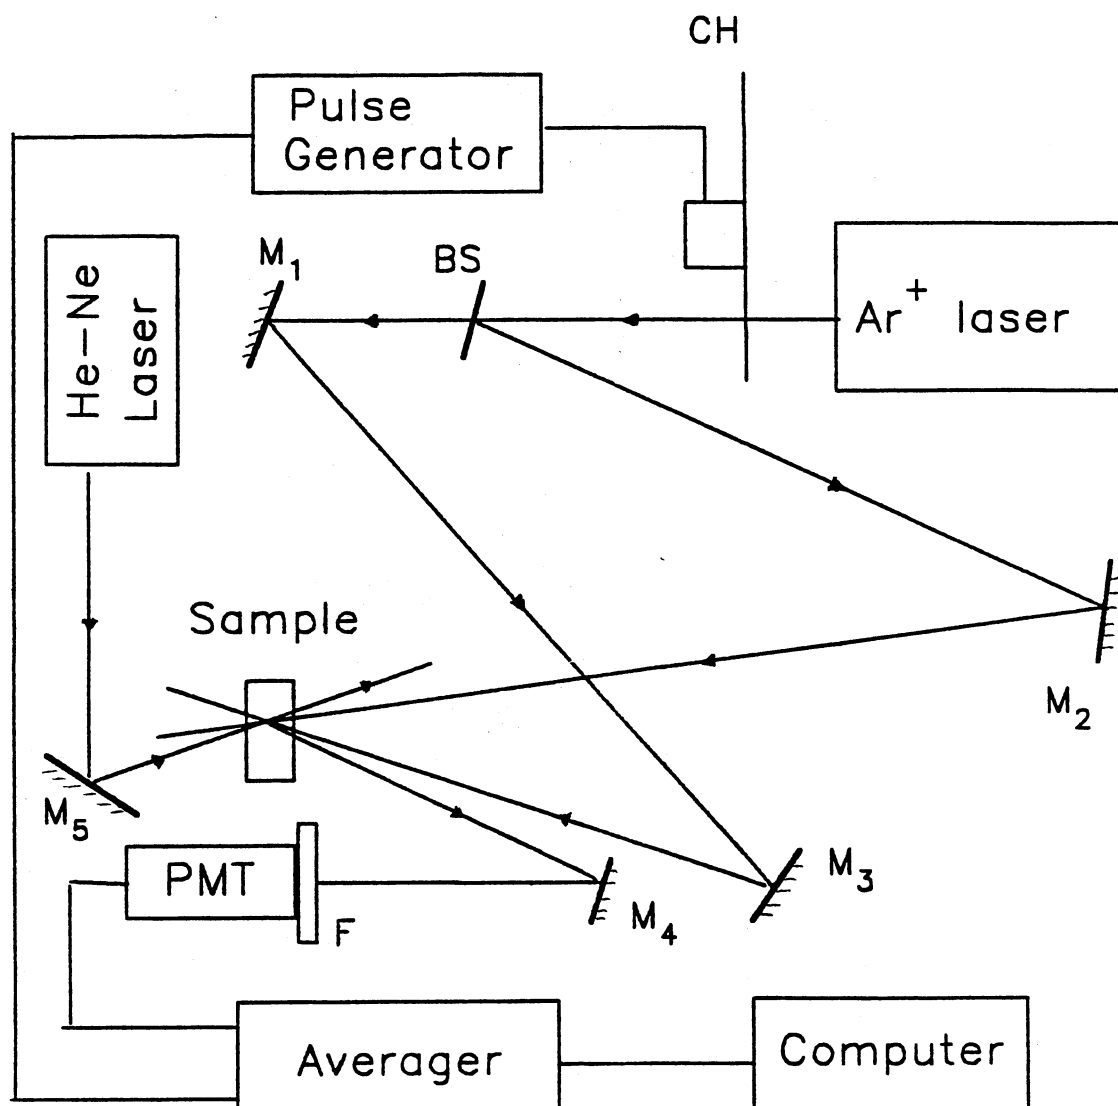 CH
Pulse
Generator
M1
BS
He-Ne
Laser
Ar+ laser
Sample
M2
M5
PMT
F
M4
M3
Averager
Computer